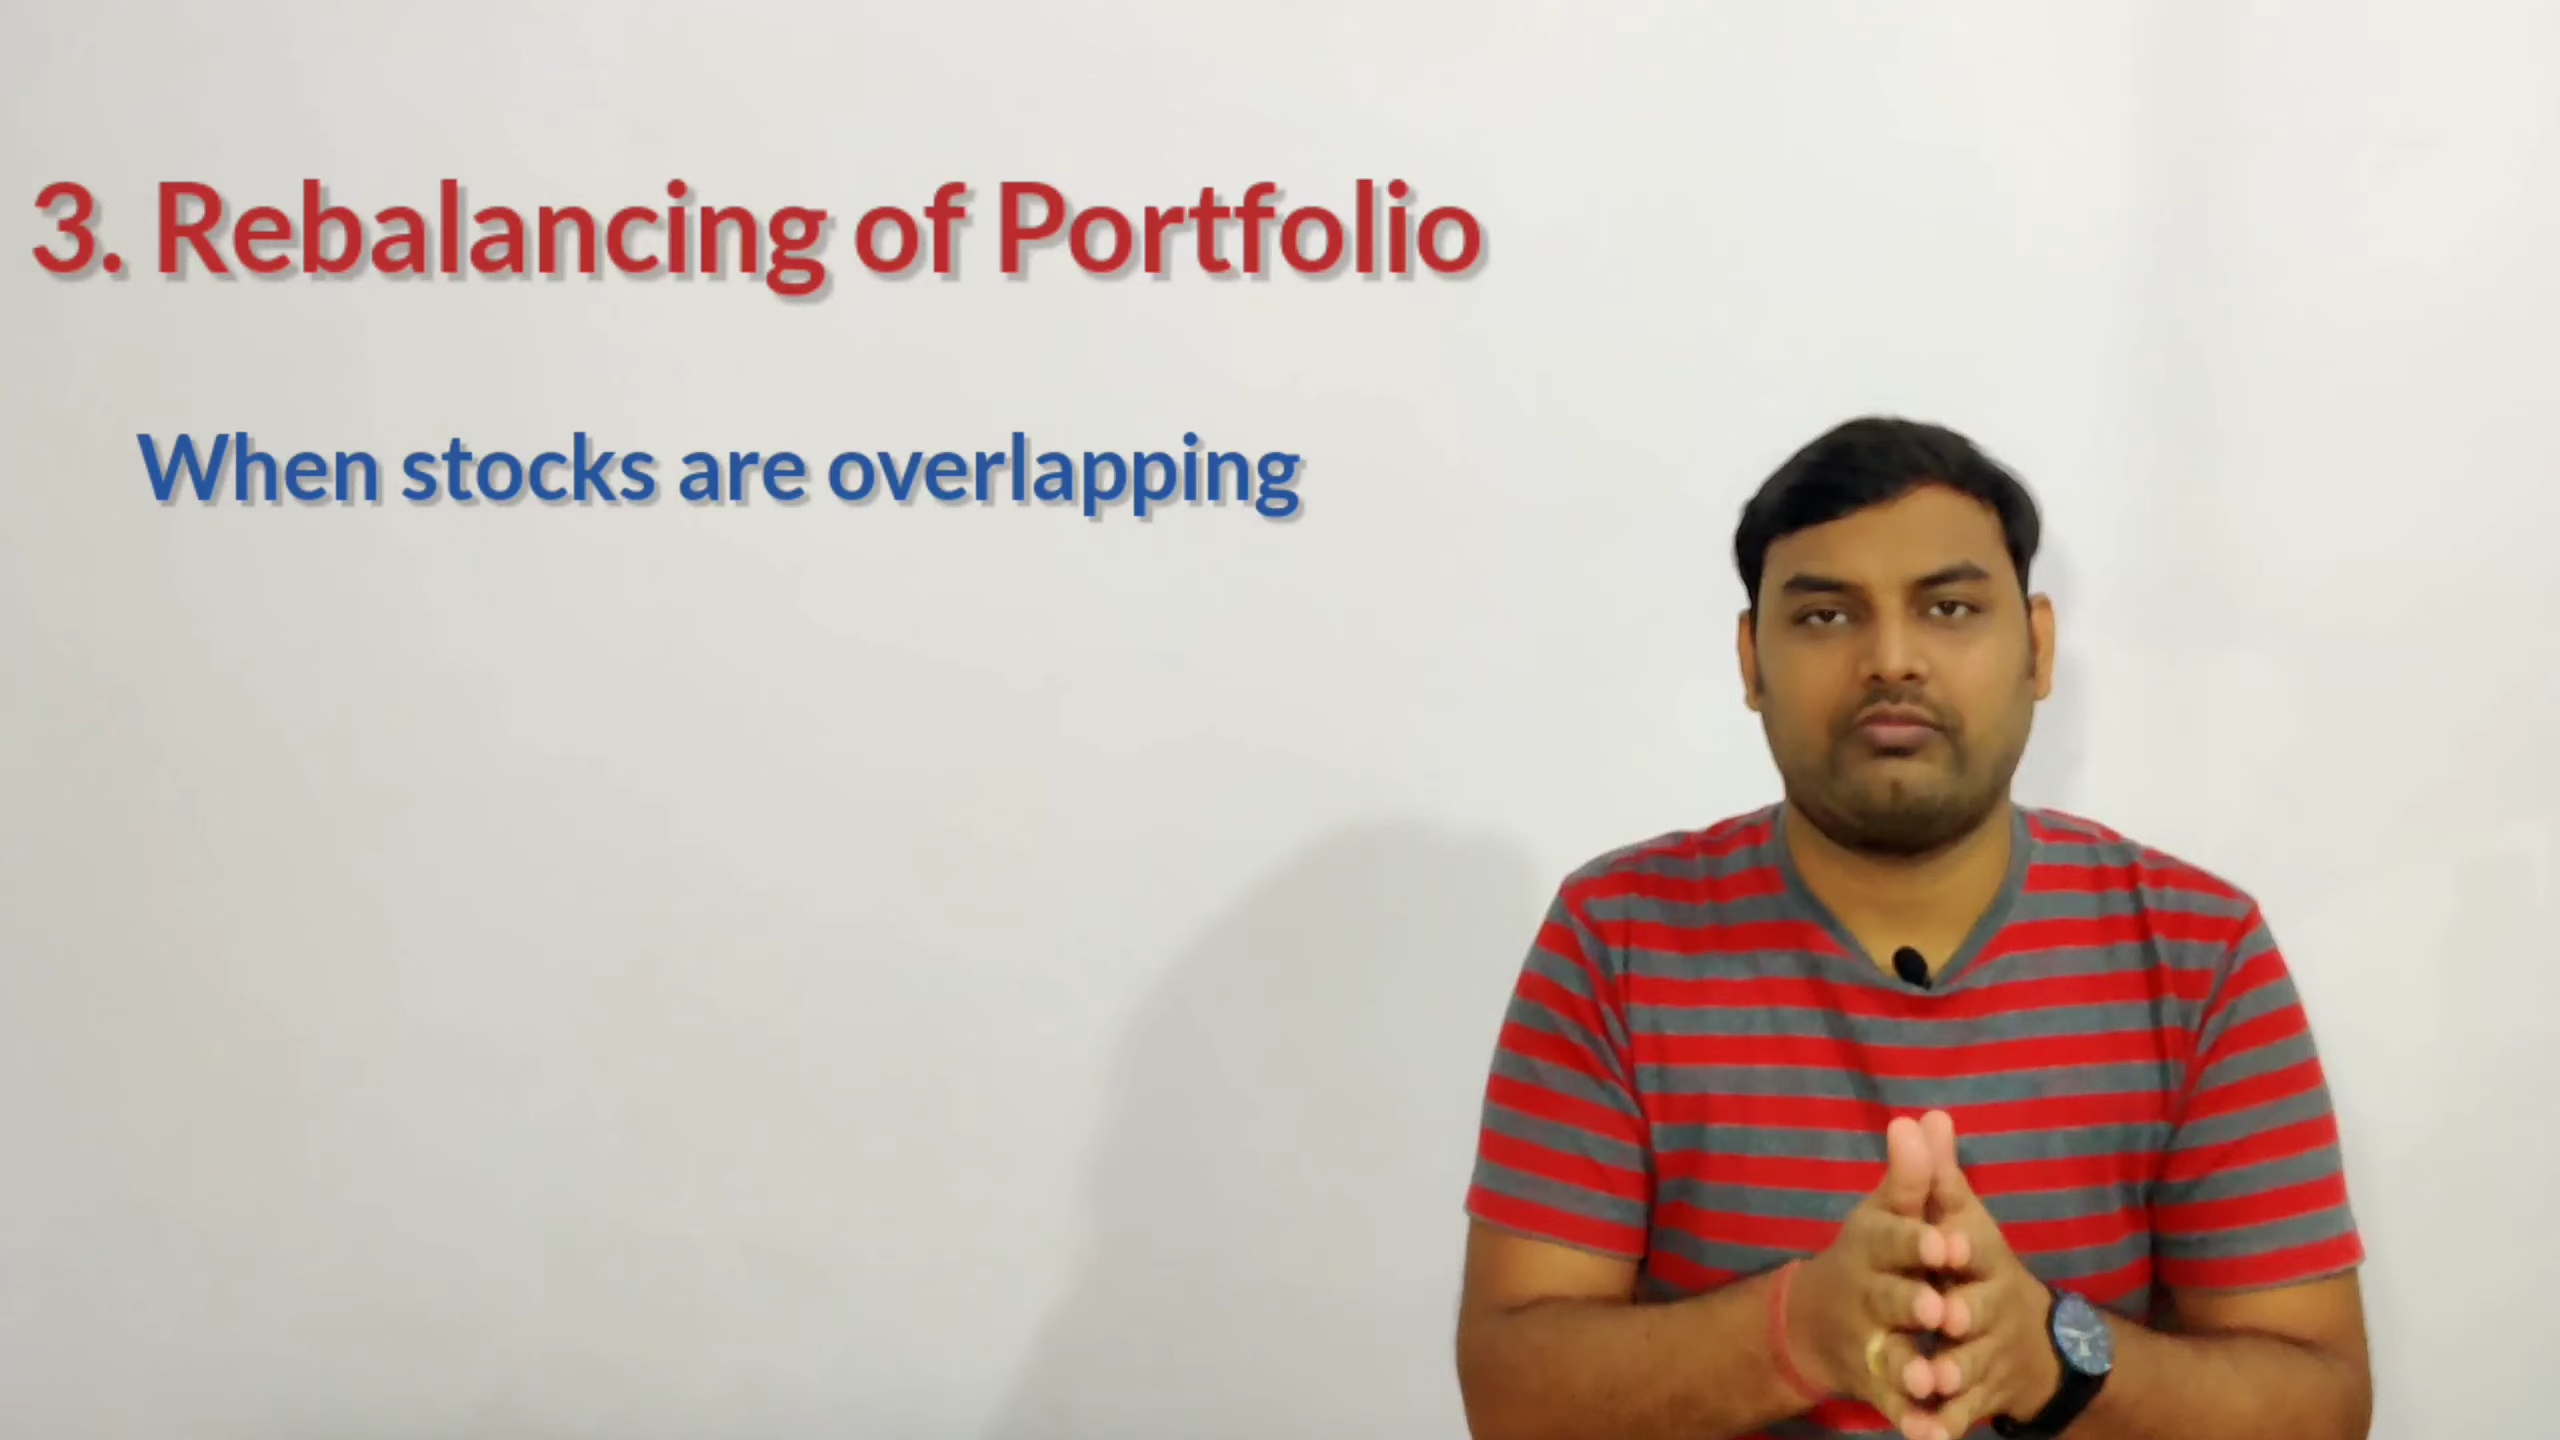 3. Rebalancing of Portfolio
When stocks are overlapping